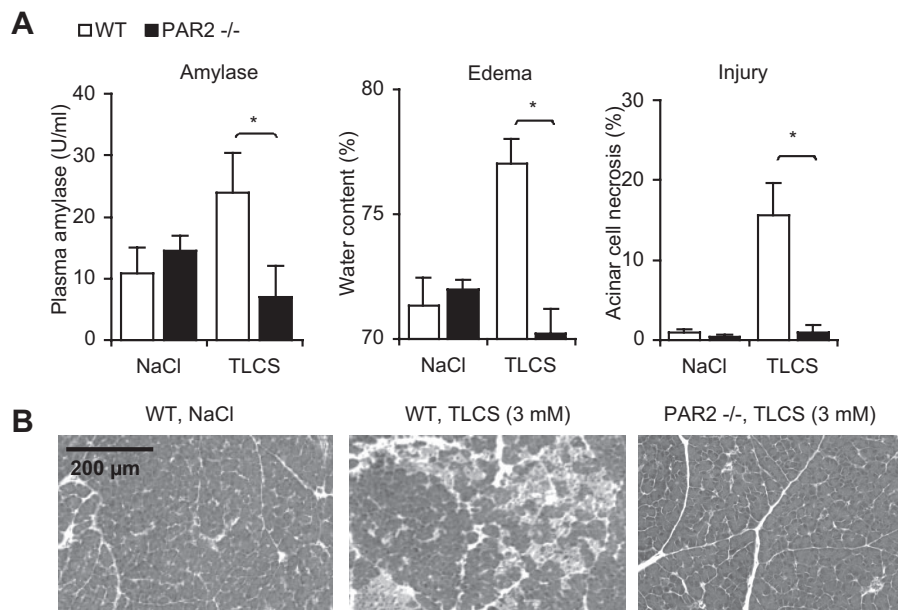 A
WT PAR2 -/-
Amylase
Plasma amylase (U/ml)
40
30
20
10
0
NaCl TLCS
*
Edema
Water content (%)
80
75
70
NaCl TLCS
*
Injury
Acinar cell necrosis (%)
30
20
10
0
NaCl TLCS
*
B
WT, NaCl
WT, TLCS (3 mM)
PAR2 -/-, TLCS (3 mM)
200 µm